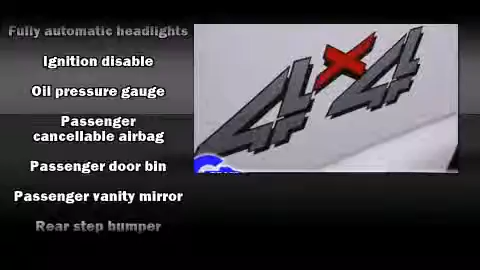 Fully automatic headlights
Ignition disable
Oil pressure gauge
Passenger
cancellable airbag
Passenger door bin
Passenger vanity mirror
Rear step bumper
4x4